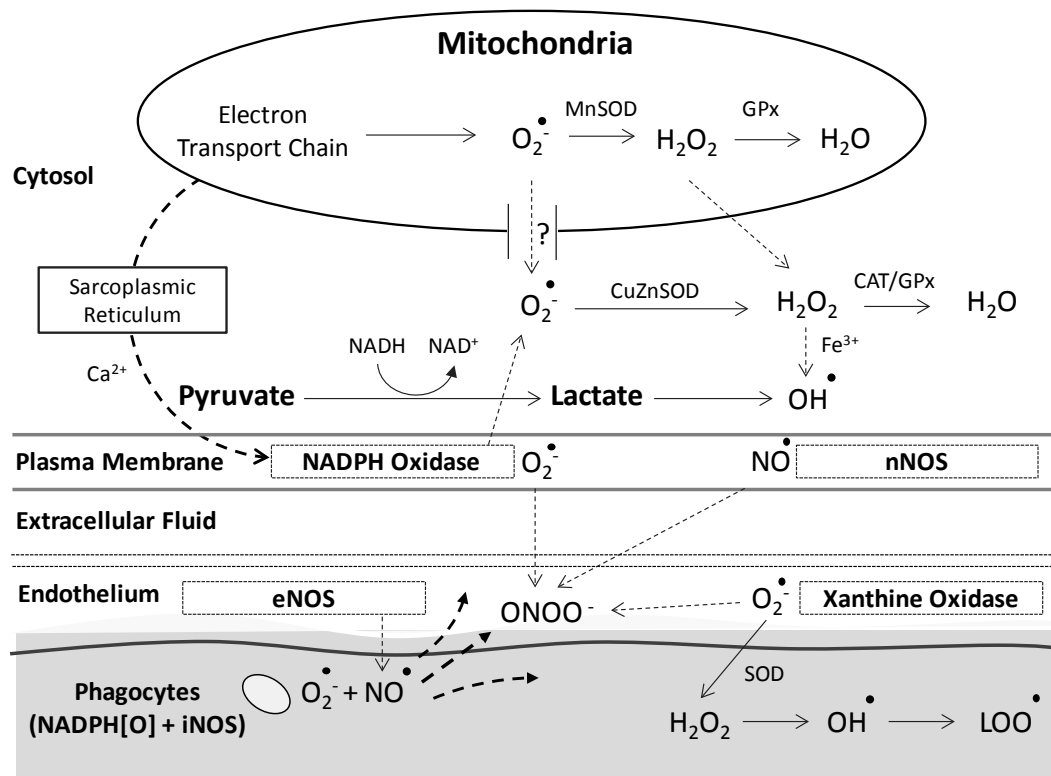 Mitochondria
Electron
Transport Chain
O₂•⁻
MnSOD
H₂O₂
GPx
H₂O
Cytosol
?
Sarcoplasmic
Reticulum
O₂•⁻
CuZnSOD
H₂O₂
CAT/GPx
H₂O
Ca²⁺
NADH
NAD⁺
Fe³⁺
Pyruvate
Lactate
OH•
Plasma Membrane
NADPH Oxidase
O₂•⁻
NO•
nNOS
Extracellular Fluid
Endothelium
eNOS
ONOO⁻
O₂•⁻
Xanthine Oxidase
Phagocytes
(NADPH[O] + iNOS)
O₂•⁻ + NO•
SOD
H₂O₂
OH•
LOO•